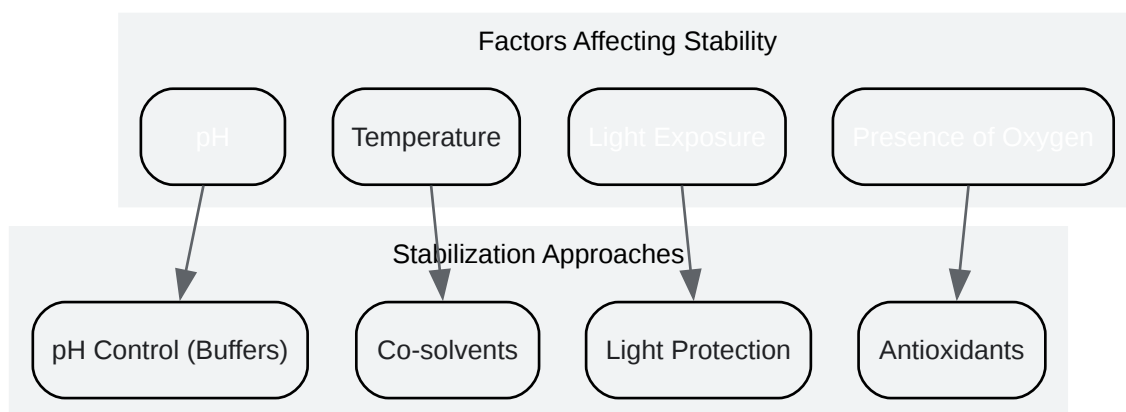 Factors Affecting Stability
pH
Temperature
Light Exposure
Presence of Oxygen
Stabilization Approaches
pH Control (Buffers)
Co-solvents
Light Protection
Antioxidants